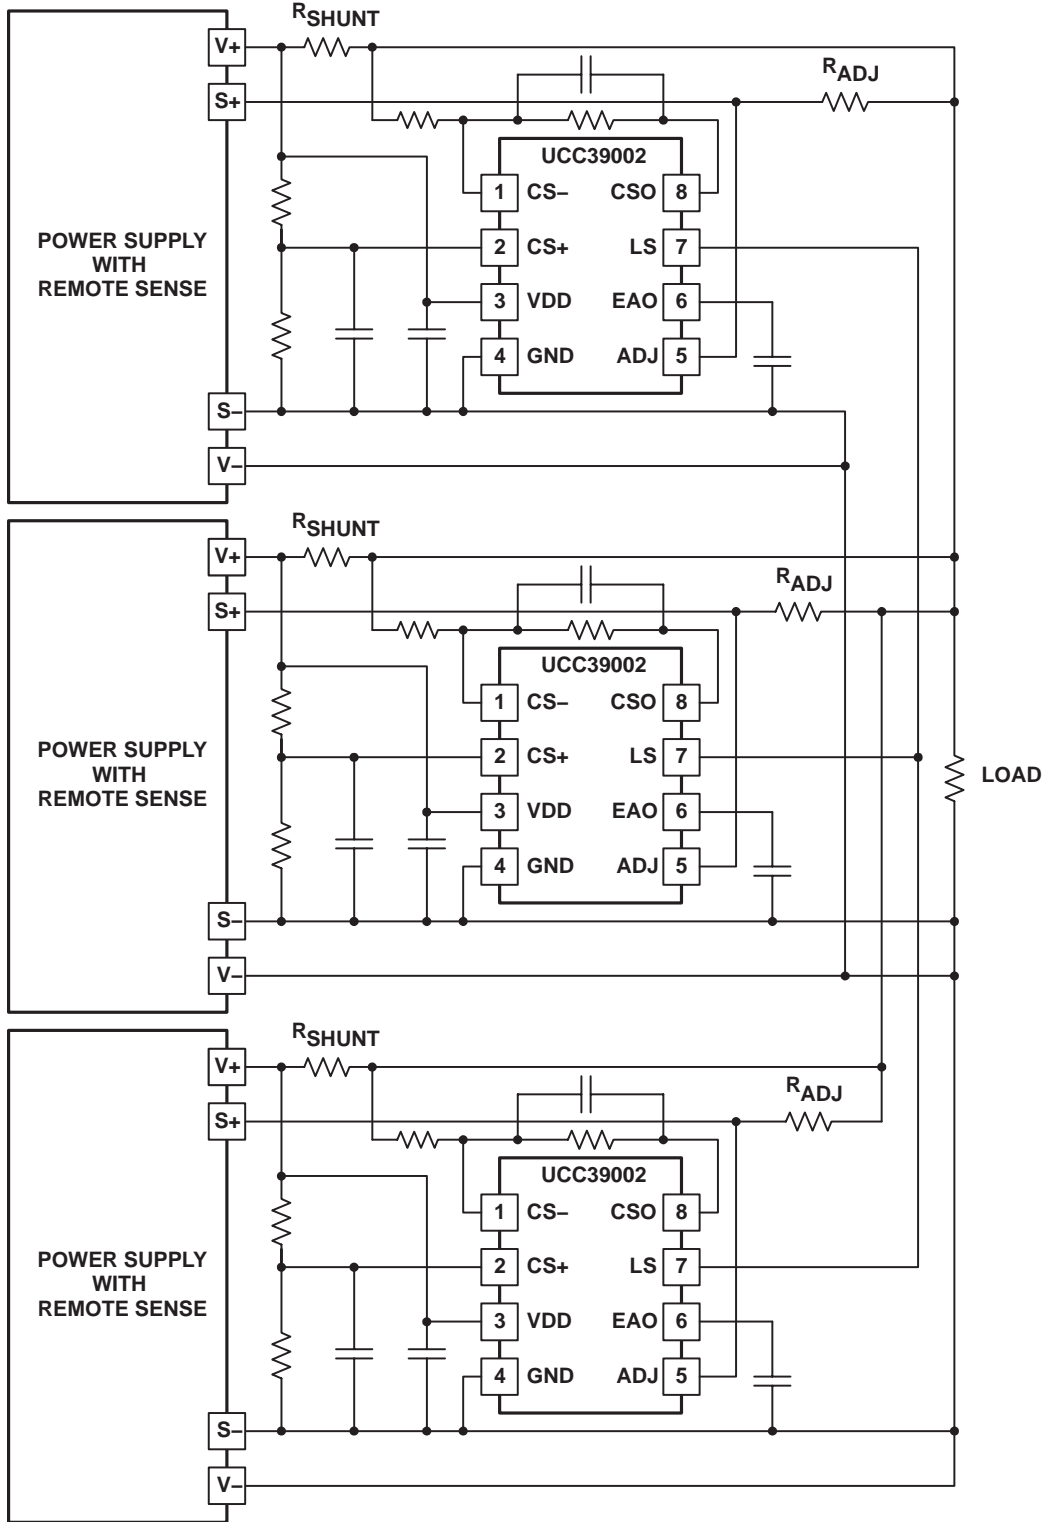 RSHUNT
V+
RADJ
S+
UCC39002
1 CS– CSO 8
POWER SUPPLY
WITH
REMOTE SENSE
2 CS+ LS 7
3 VDD EAO 6
4 GND ADJ 5
S–
V–
RSHUNT
V+
RADJ
S+
UCC39002
1 CS– CSO 8
POWER SUPPLY
WITH
REMOTE SENSE
2 CS+ LS 7
LOAD
3 VDD EAO 6
4 GND ADJ 5
S–
V–
RSHUNT
V+
RADJ
S+
UCC39002
1 CS– CSO 8
POWER SUPPLY
WITH
REMOTE SENSE
2 CS+ LS 7
3 VDD EAO 6
4 GND ADJ 5
S–
V–